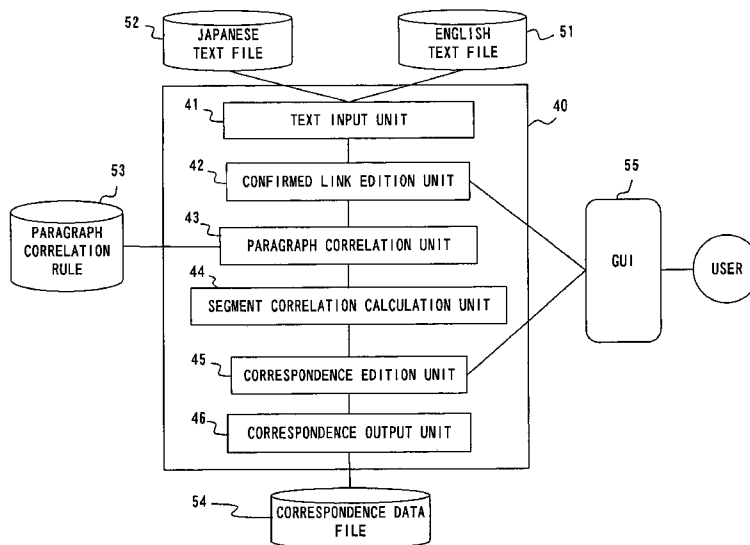 52
JAPANESE
TEXT FILE
ENGLISH
TEXT FILE
51
41
TEXT INPUT UNIT
40
42
CONFIRMED LINK EDITION UNIT
53
PARAGRAPH
CORRELATION
RULE
43
PARAGRAPH CORRELATION UNIT
55
GUI
USER
44
SEGMENT CORRELATION CALCULATION UNIT
45
CORRESPONDENCE EDITION UNIT
46
CORRESPONDENCE OUTPUT UNIT
54
CORRESPONDENCE DATA
FILE